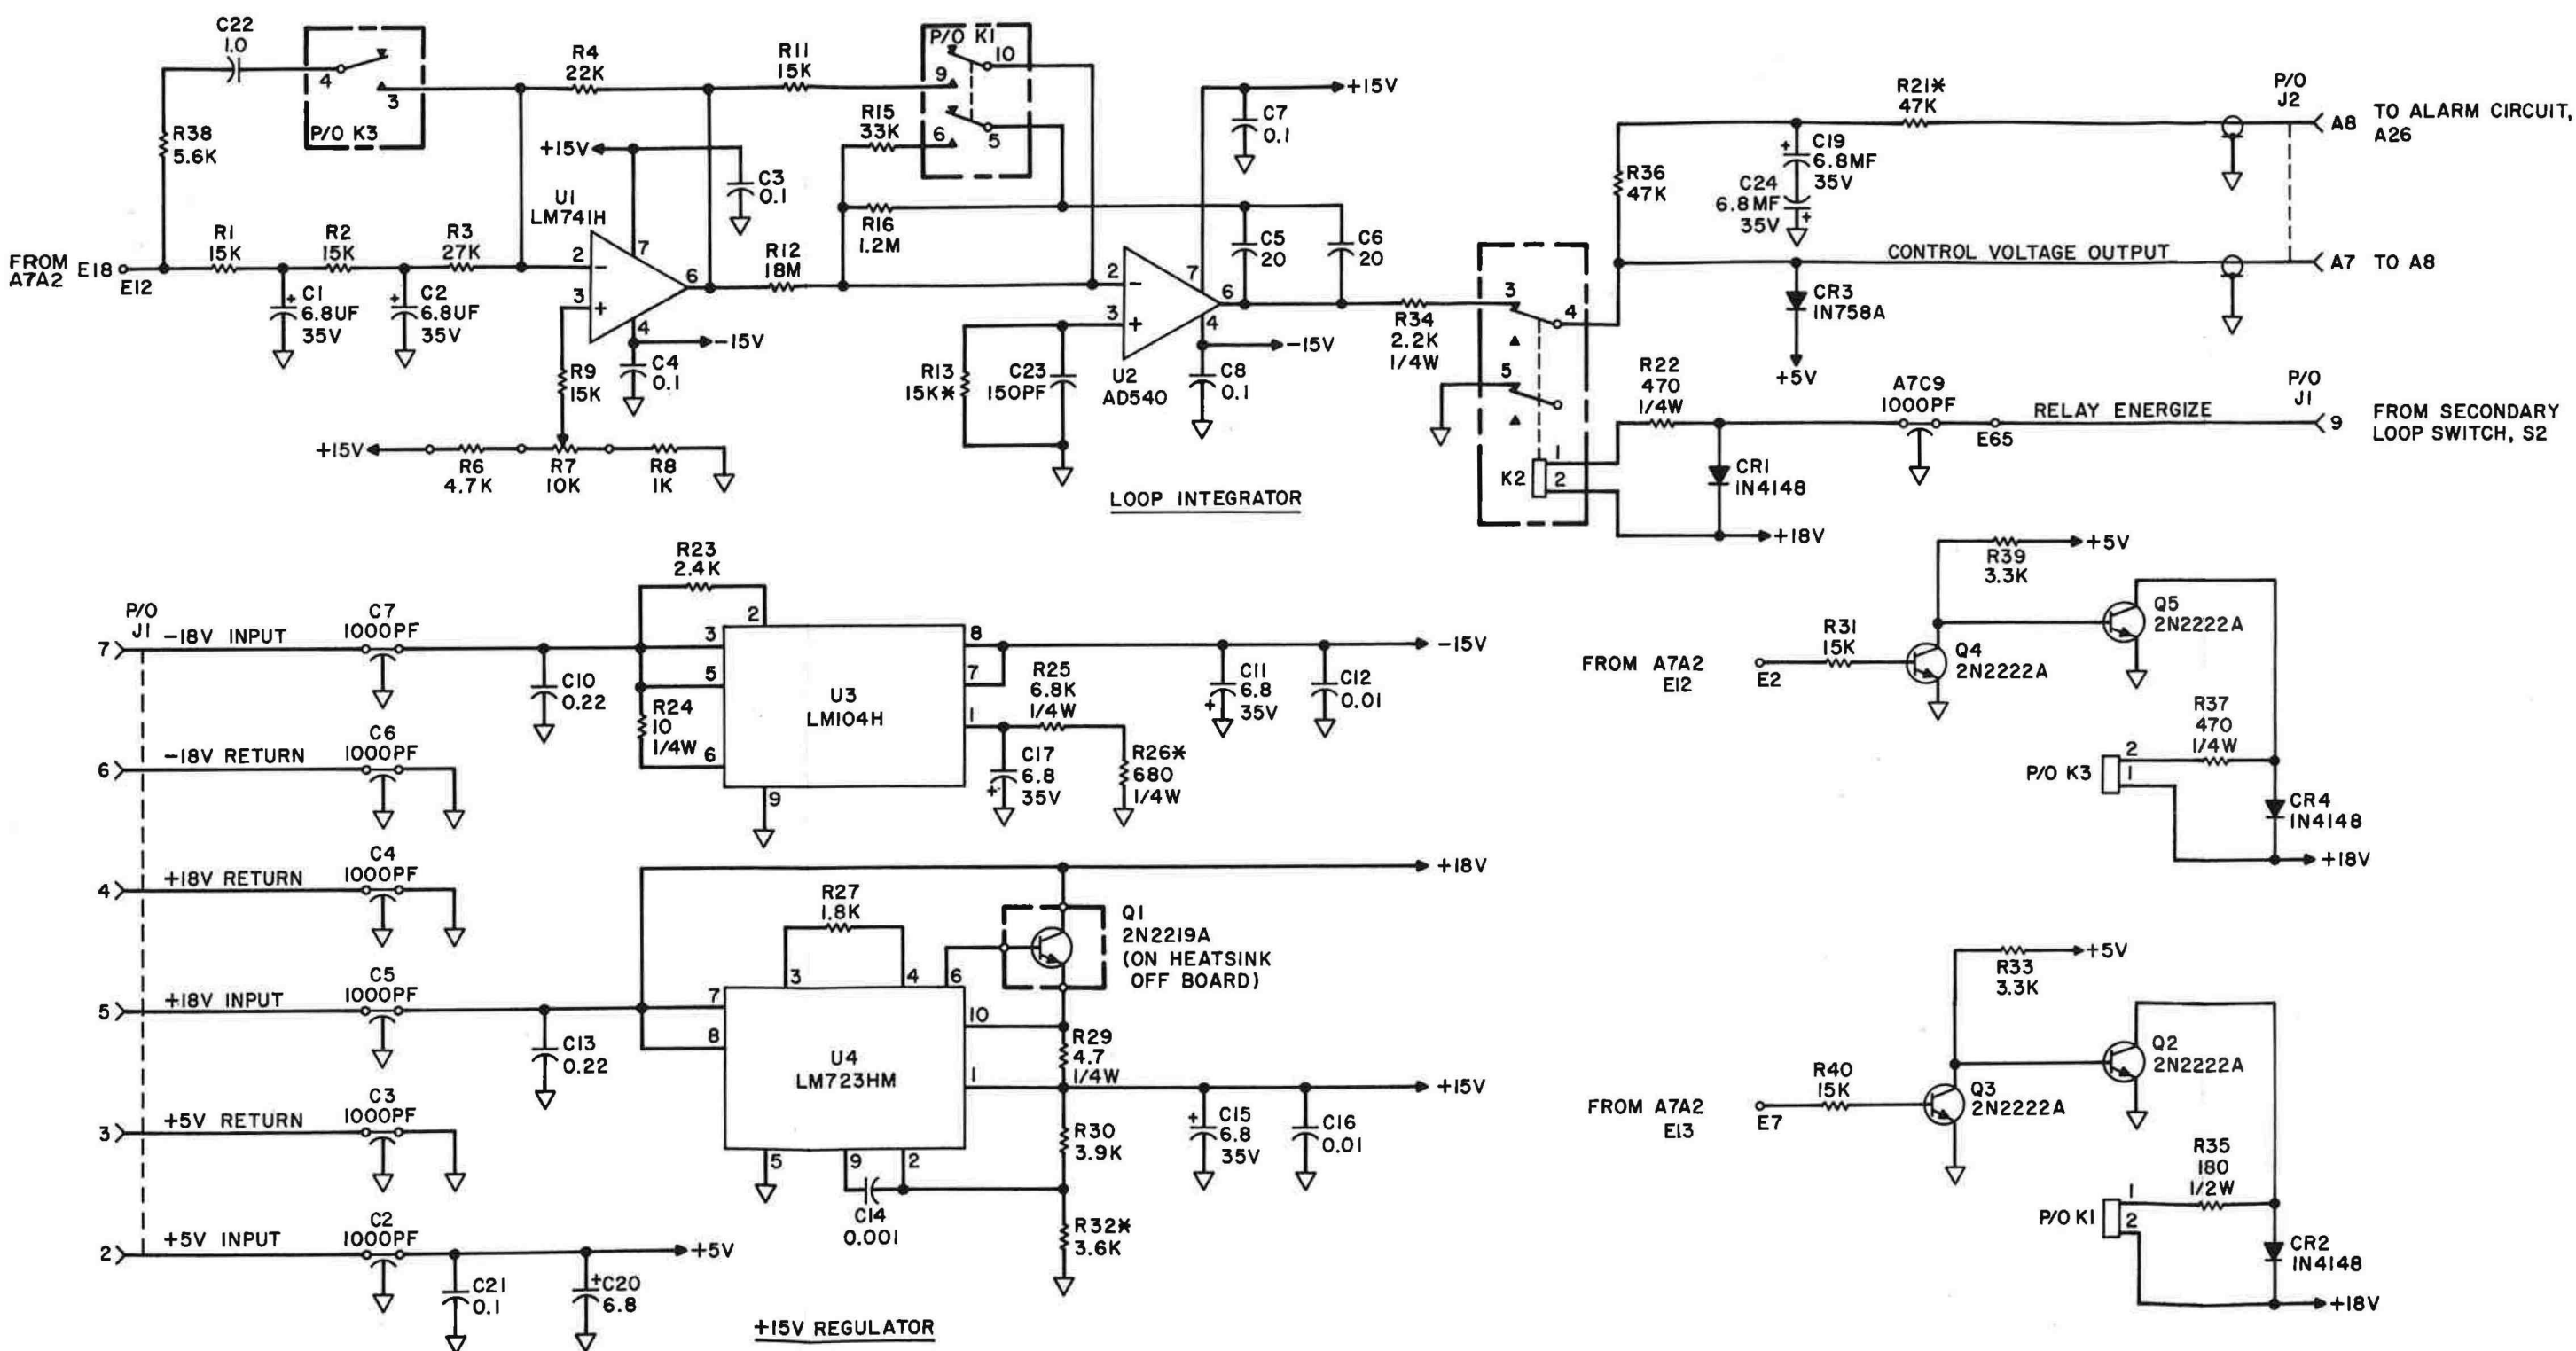 C22
1.0
4
3
P/O K3
R38
5.6K
R4
22K
R11
15K
P/O K1
10
9
6
5
R15
33K
R16
1.2M
+15V
C3
0.1
U1
LM741H
7
2
-
3
+
6
4
-15V
C4
0.1
FROM
A7A2
E18
E12
R1
15K
R2
15K
R3
27K
+
C1
6.8UF
35V
+
C2
6.8UF
35V
R9
15K
R12
18M
+15V
R6
4.7K
R7
10K
R8
1K
C7
0.1
+15V
C5
20
C6
20
2
-
7
3
+
6
4
-15V
U2
AD540
C8
0.1
R13
15K*
C23
150PF
LOOP INTEGRATOR
R34
2.2K
1/4W
3
4
5
K2
1
2
R36
47K
R21*
47K
+
C19
6.8MF
35V
C24
6.8MF
35V
+
P/O
J2
A8
TO ALARM CIRCUIT,
A26
CONTROL VOLTAGE OUTPUT
A7
TO A8
CR3
IN758A
+5V
R22
470
1/4W
A7C9
1000PF
E65
RELAY ENERGIZE
P/O
J1
9
FROM SECONDARY
LOOP SWITCH, S2
CR1
IN4148
+18V
P/O
J1
7
-18V INPUT
C7
1000PF
6
-18V RETURN
C6
1000PF
4
+18V RETURN
C4
1000PF
5
+18V INPUT
C5
1000PF
3
+5V RETURN
C3
1000PF
2
+5V INPUT
C2
1000PF
+5V
C21
0.1
+
C20
6.8
C10
0.22
R23
2.4K
R24
10
1/4W
2
3
5
6
9
U3
LM104H
8
7
1
-15V
R25
6.8K
1/4W
C17
6.8
35V
+
R26*
680
1/4W
C11
6.8
35V
+
C12
0.01
+18V
R27
1.8K
Q1
2N2219A
(ON HEATSINK
OFF BOARD)
C13
0.22
3
4
6
7
8
10
1
5
9
2
U4
LM723HM
R29
4.7
1/4W
+15V
R30
3.9K
+
C15
6.8
35V
C16
0.01
C14
0.001
R32*
3.6K
+15V REGULATOR
R39
3.3K
+5V
FROM A7A2
E12
E2
R31
15K
Q4
2N2222A
Q5
2N2222A
R37
470
1/4W
P/O K3
2
1
CR4
IN4148
+18V
R33
3.3K
+5V
FROM A7A2
E13
E7
R40
15K
Q3
2N2222A
Q2
2N2222A
R35
180
1/2W
P/O K1
1
2
CR2
IN4148
+18V